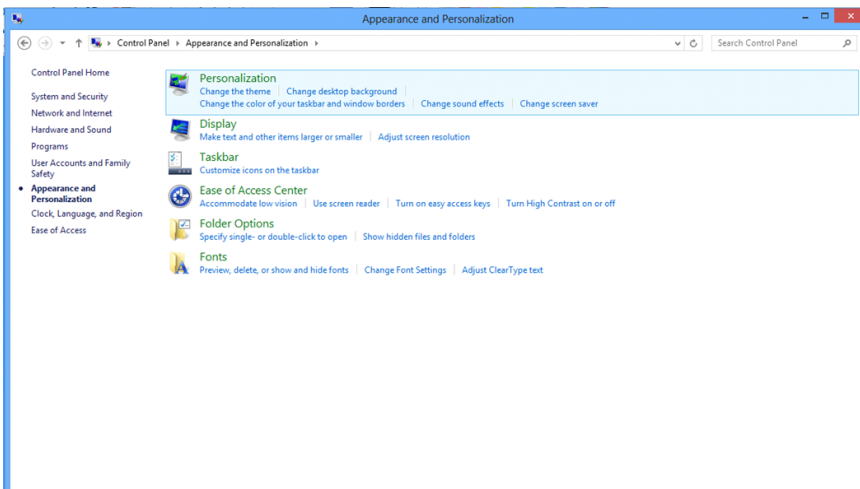 Appearance and Personalization
Control Panel Appearance and Personalization
Search Control Panel
Control Panel Home
System and Security
Network and Internet
Hardware and Sound
Programs
User Accounts and Family
Safety
Appearance and
Personalization
Clock, Language, and Region
Ease of Access
Personalization
Change the theme Change desktop background
Change the color of your taskbar and window borders Change sound effects Change screen saver
Display
Make text and other items larger or smaller Adjust screen resolution
Taskbar
Customize icons on the taskbar
Ease of Access Center
Accommodate low vision Use screen reader Turn on easy access keys Turn High Contrast on or off
Folder Options
Specify single- or double-click to open Show hidden files and folders
Fonts
Preview, delete, or show and hide fonts Change Font Settings Adjust ClearType text